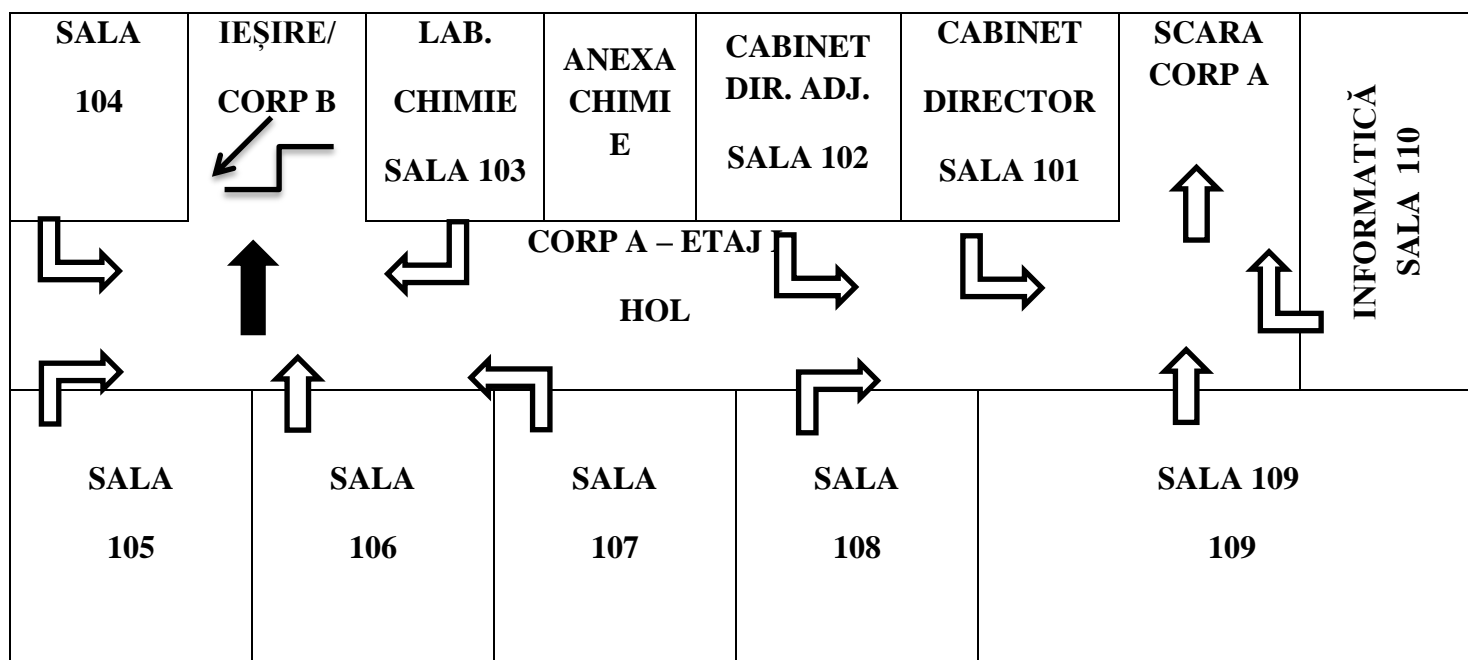 SALA
104
IEȘIRE/
CORP B
LAB.
CHIMIE
SALA 103
ANEXA
CHIMI
E
CABINET
DIR. ADJ.
SALA 102
CABINET
DIRECTOR
SALA 101
SCARA
CORP A
INFORMATICĂ
SALA 110
CORP A – ETAJ I
HOL
SALA
105
SALA
106
SALA
107
SALA
108
SALA 109
109